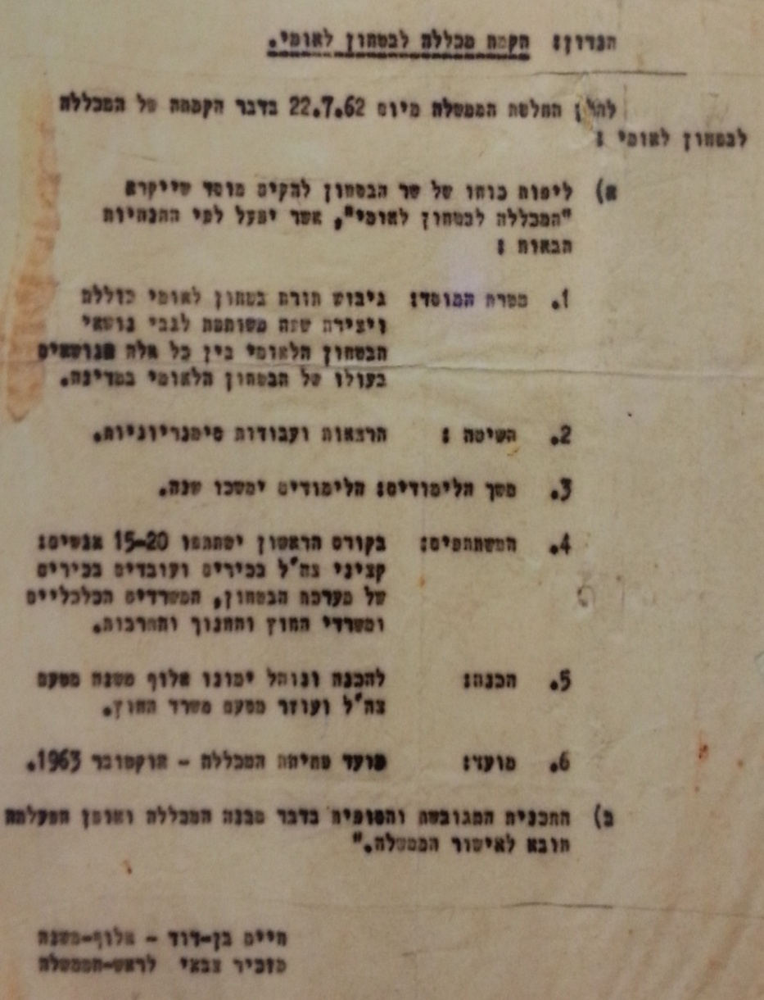 הנדון: הקמת מכללה לבטחון לאומי.
להלן החלטת הממשלה מיום 22.7.62 בדבר הקמתה של המכללה
לבטחון לאומי :
א) לייפות כוחו של שר הבטחון להקים מוסד שייקרא
"המכללה לבטחון לאומי", אשר יפעל לפי ההנחיות
הבאות :
1. מטרת המוסד: גיבוש תורת בטחון לאומי כוללת
ויצירת שפה משותפת לגבי נושאי
הבטחון הלאומי בין כל אלה הנושאים
בעולו של הבטחון הלאומי במדינה.
2. השיטה : הרצאות ועבודות סימנריוניות.
3. משך הלימודים: הלימודים ימשכו שנה.
4. המשתתפים: בקורס הראשון ישתתפו 15-20 אנשים:
קציני צה"ל בכירים ועובדים בכירים
של מערכת הבטחון, המשרדים הכלכליים
ומשרדי החוץ והחנוך והתרבות.
5. הכנה: להכנה ונוהל ימונו אלוף משנה מטעם
צה"ל ועוזר מטעם משרד החוץ.
6. מועד: מועד פתיחת המכללה - אוקטובר 1963.
ב) התכנית המגובשת והסופית בדבר מבנה המכללה ואופן הפעלתה
תובא לאישור הממשלה."
חיים בן-דוד - אלוף-משנה
מזכיר צבאי לראש-הממשלה